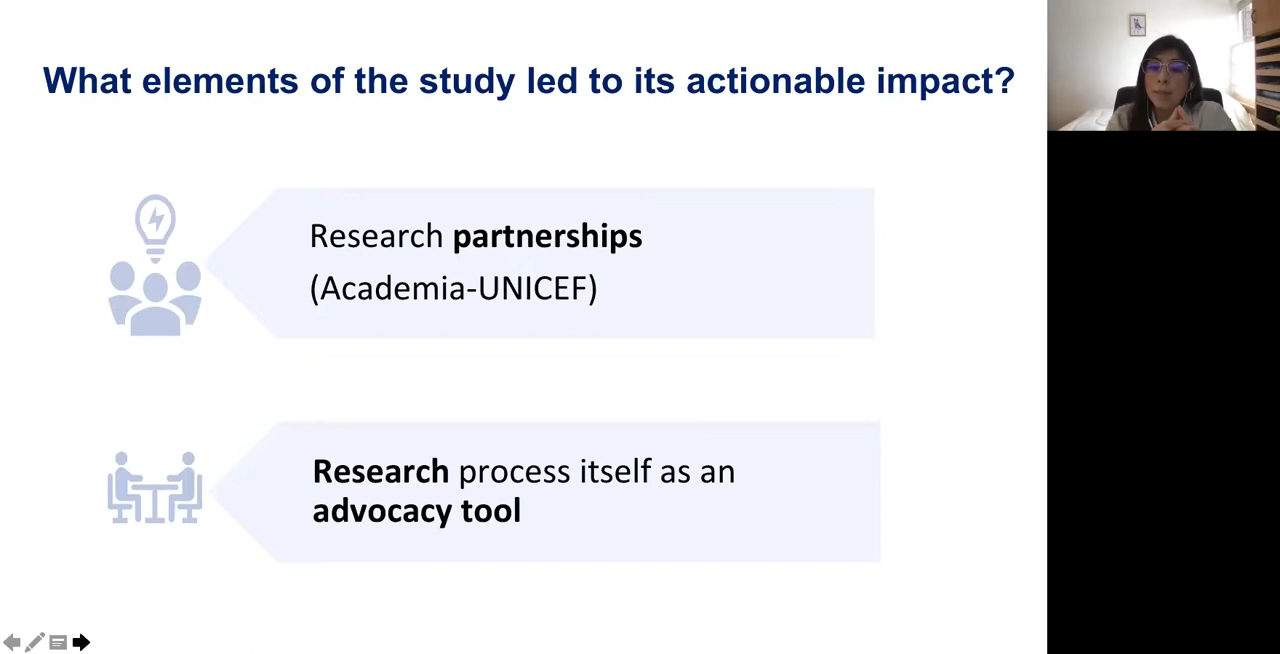 What elements of the study led to its actionable impact?
Research partnerships
(Academia-UNICEF)
Research process itself as an
advocacy tool